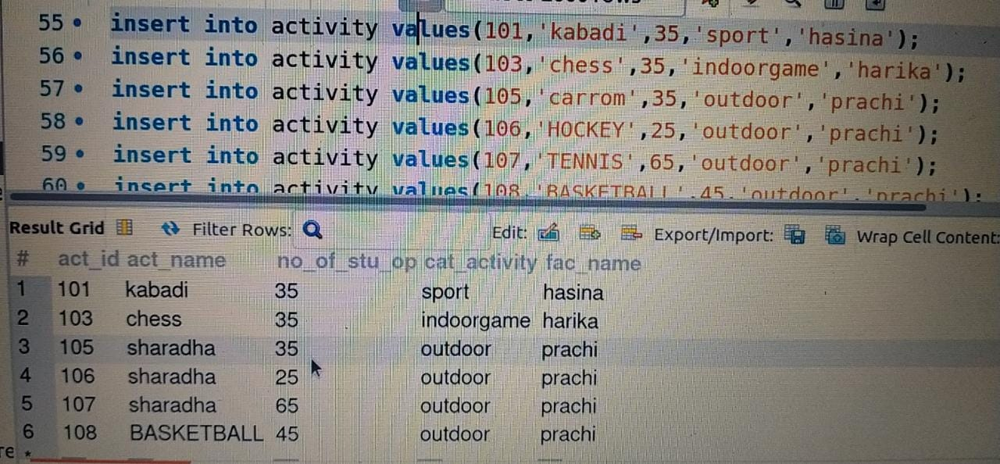 55 insert into activity values(101,'kabadi',35,'sport','hasina');
56 insert into activity values(103,'chess',35,'indoorgame','harika');
57 insert into activity values(105,'carrom',35,'outdoor','prachi');
58 insert into activity values(106,'HOCKEY',25,'outdoor','prachi');
59 insert into activity values(107,'TENNIS',65,'outdoor','prachi');
60 insert into activity values(108,'BASKETBALL',45,'outdoor','prachi');
Result Grid Filter Rows: Edit: Export/Import: Wrap Cell Content:
# act_id act_name no_of_stu_op cat_activity fac_name
1 101 kabadi 35 sport hasina
2 103 chess 35 indoorgame harika
3 105 sharadha 35 outdoor prachi
4 106 sharadha 25 outdoor prachi
5 107 sharadha 65 outdoor prachi
6 108 BASKETBALL 45 outdoor prachi
*